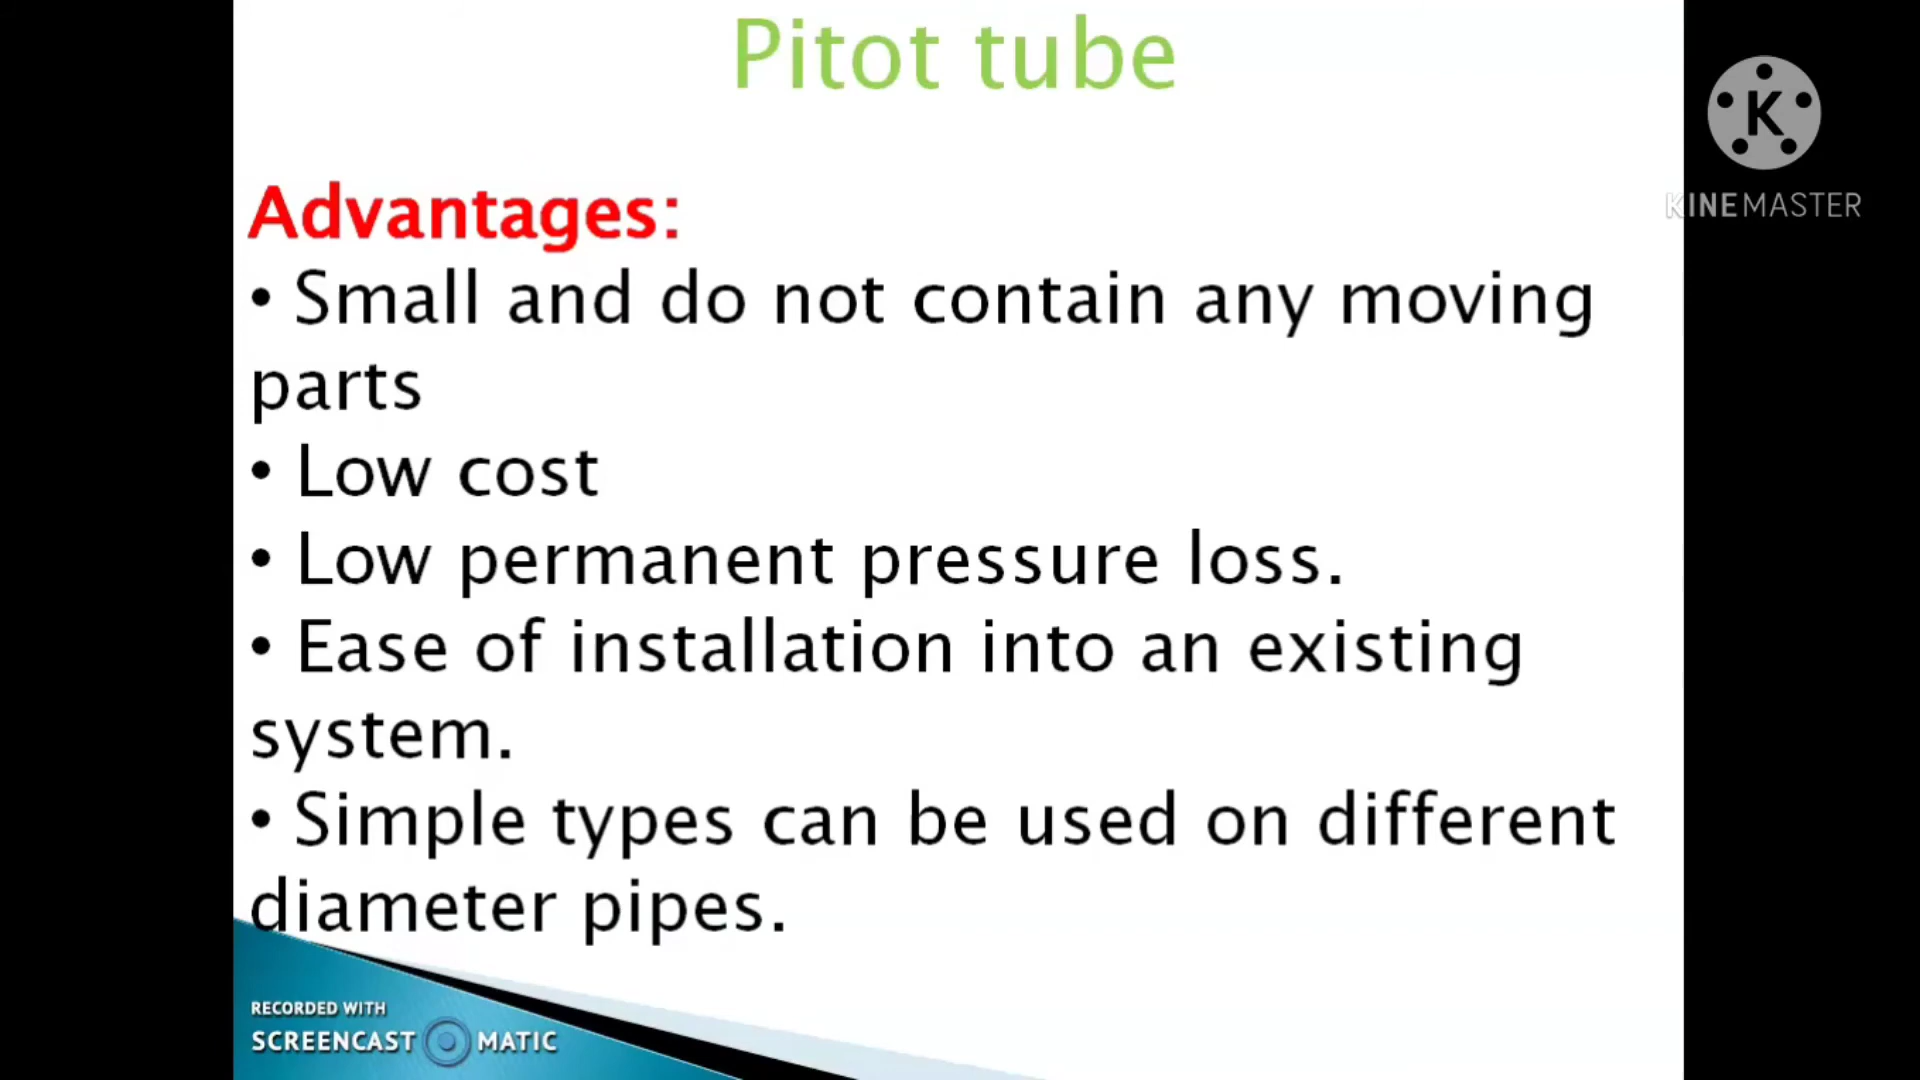 Pitot tube
K
KINEMASTER
Advantages:
• Small and do not contain any moving
parts
• Low cost
• Low permanent pressure loss.
• Ease of installation into an existing
system.
• Simple types can be used on different
diameter pipes.
RECORDED WITH
SCREENCAST MATIC